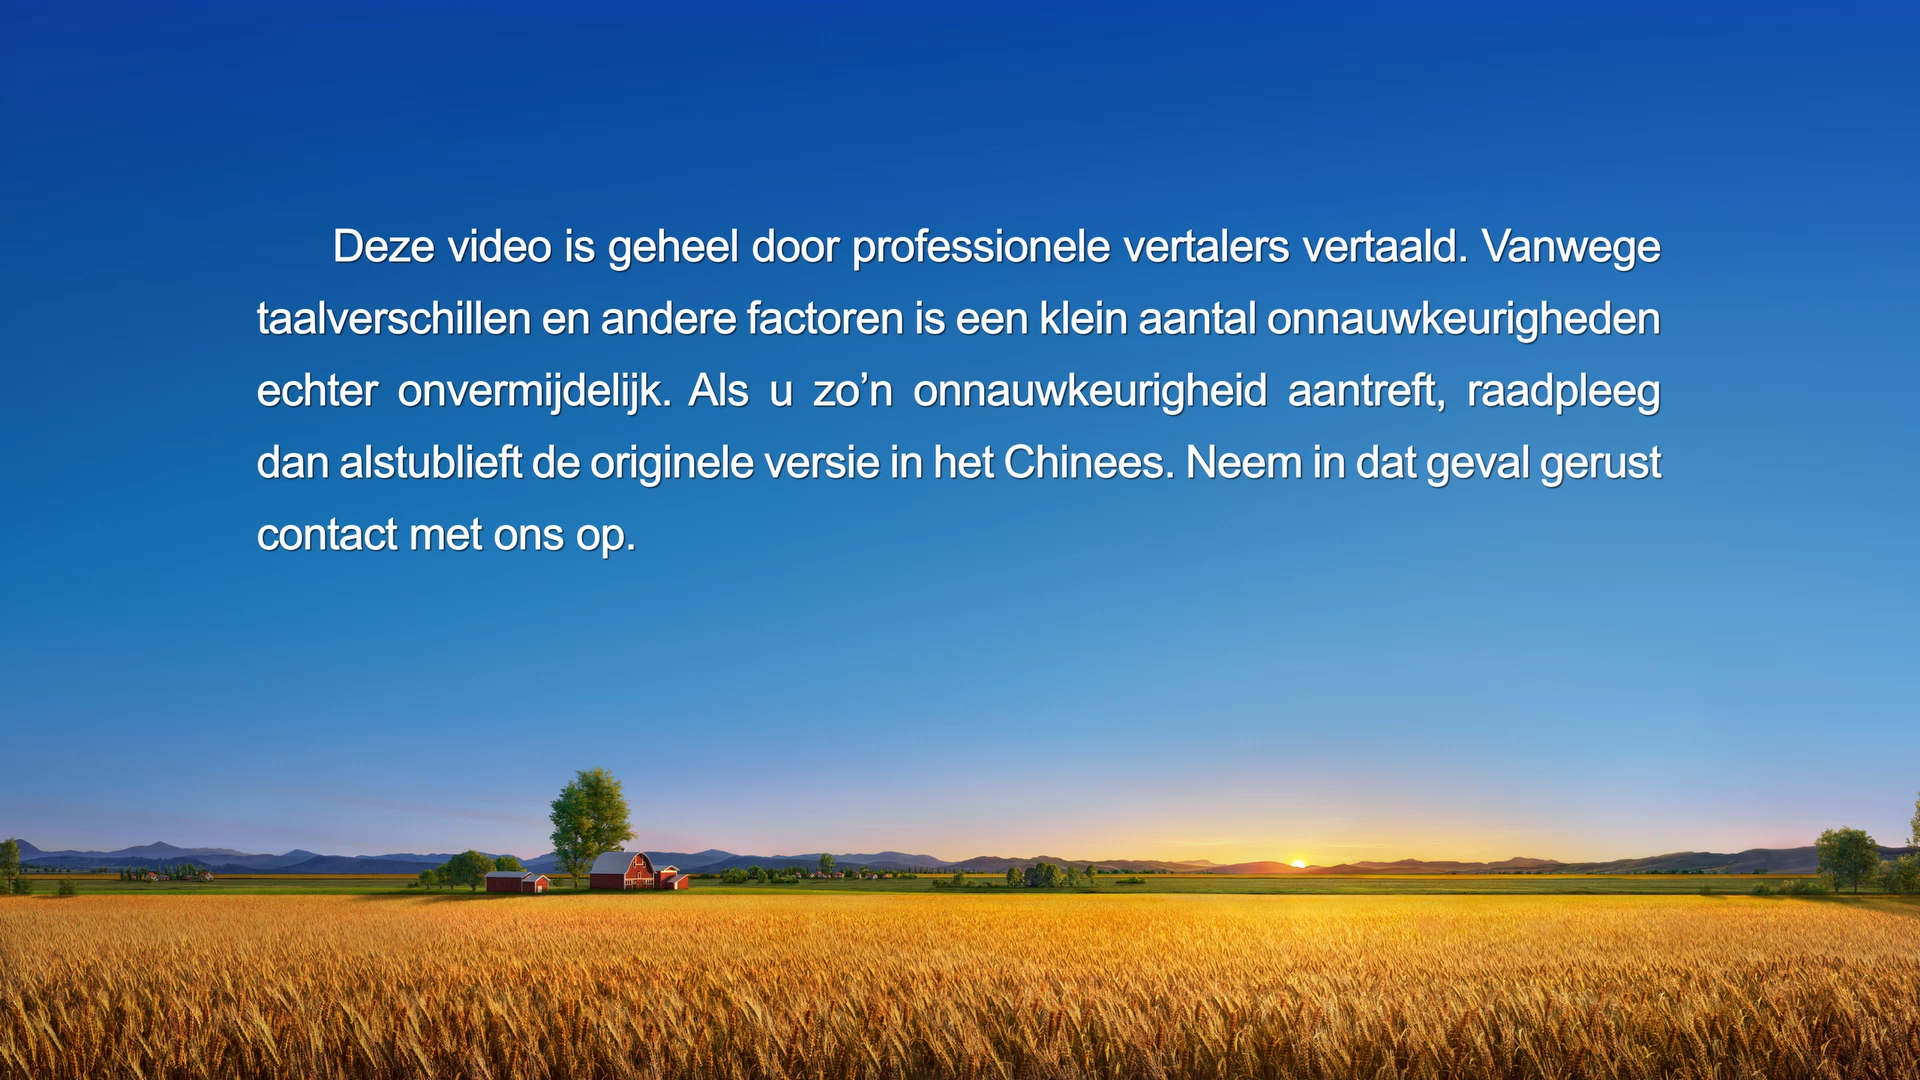 Deze video is geheel door professionele vertalers vertaald. Vanwege
taalverschillen en andere factoren is een klein aantal onnauwkeurigheden
echter onvermijdelijk. Als u zo’n onnauwkeurigheid aantreft, raadpleeg
dan alstublieft de originele versie in het Chinees. Neem in dat geval gerust
contact met ons op.